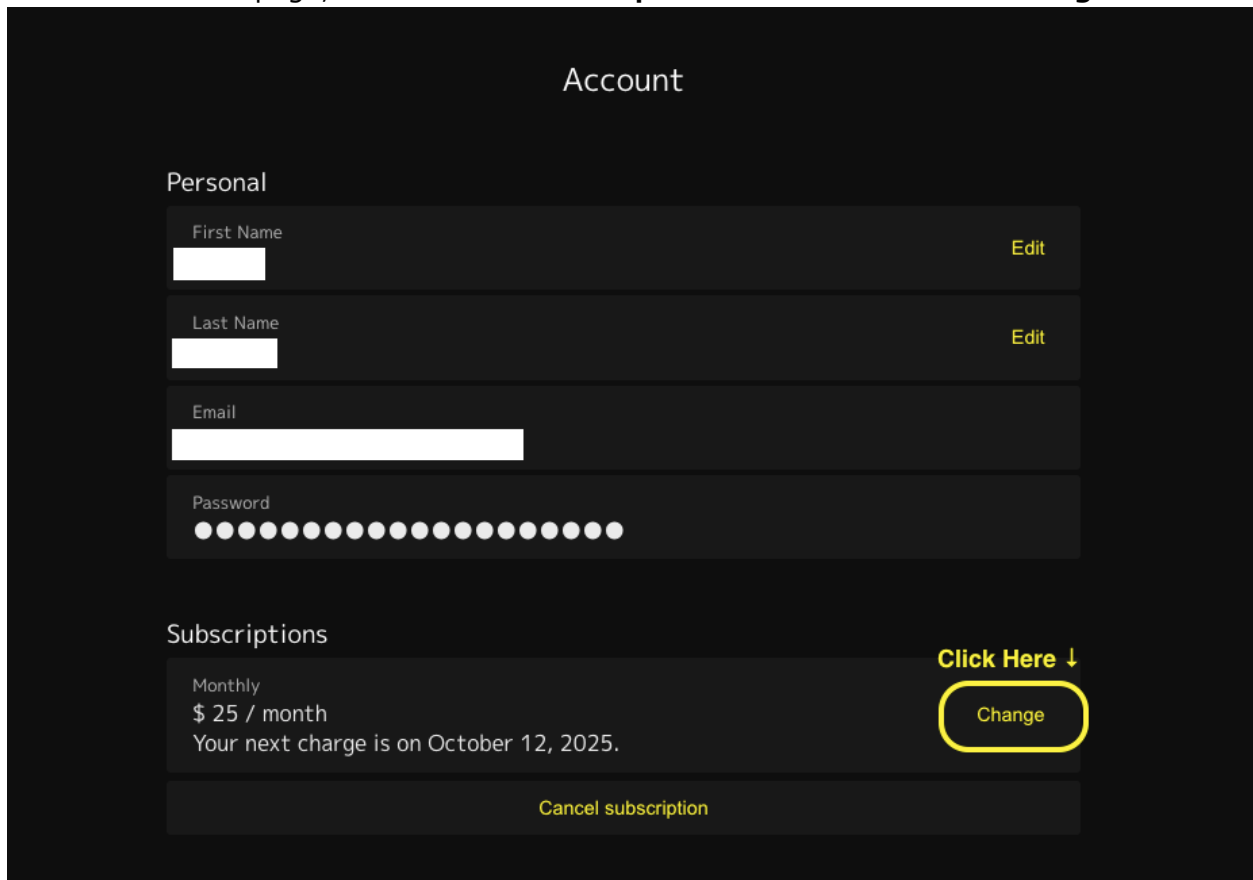 Account
Personal
First Name
Edit
Last Name
Edit
Email
Password
Subscriptions
Click Here ↓
Monthly
$ 25 / month
Change
Your next charge is on October 12, 2025.
Cancel subscription